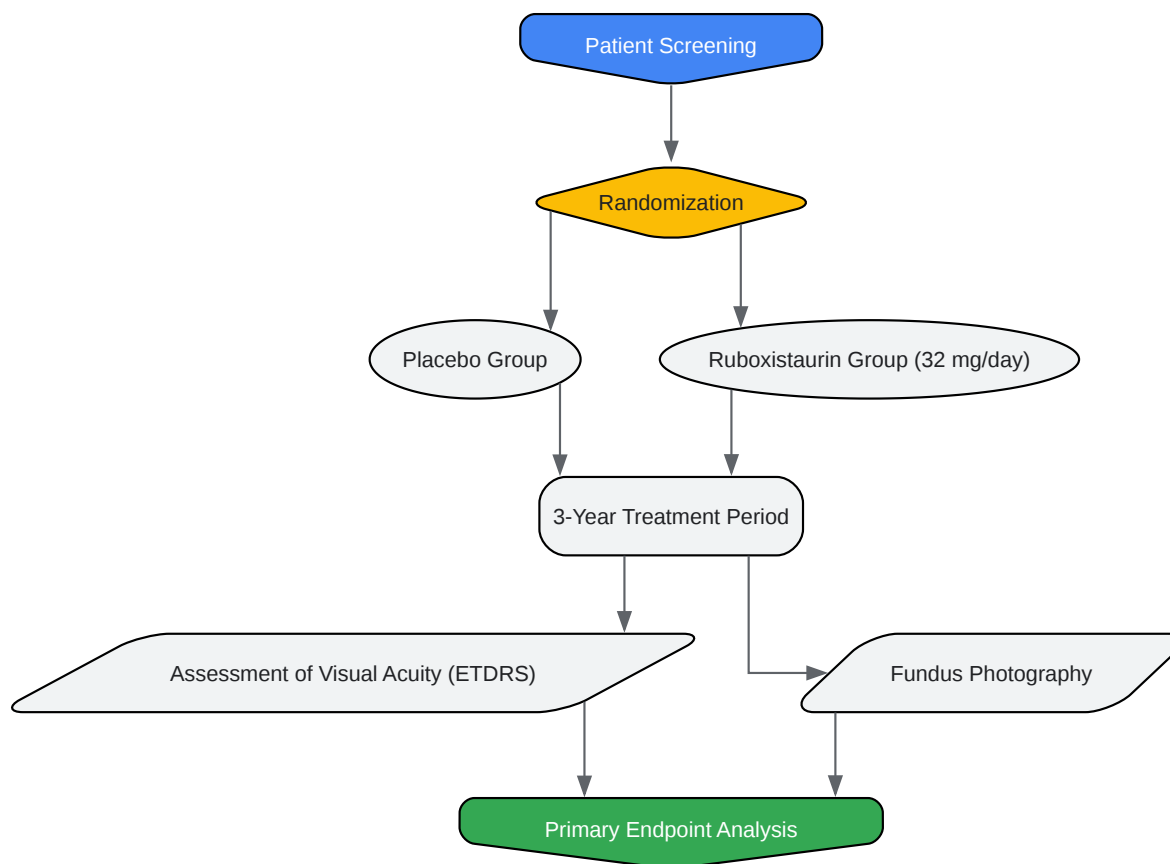 Patient Screening
Randomization
Placebo Group
Ruboxistaurin Group (32 mg/day)
3-Year Treatment Period
Assessment of Visual Acuity (ETDRS)
Fundus Photography
Primary Endpoint Analysis